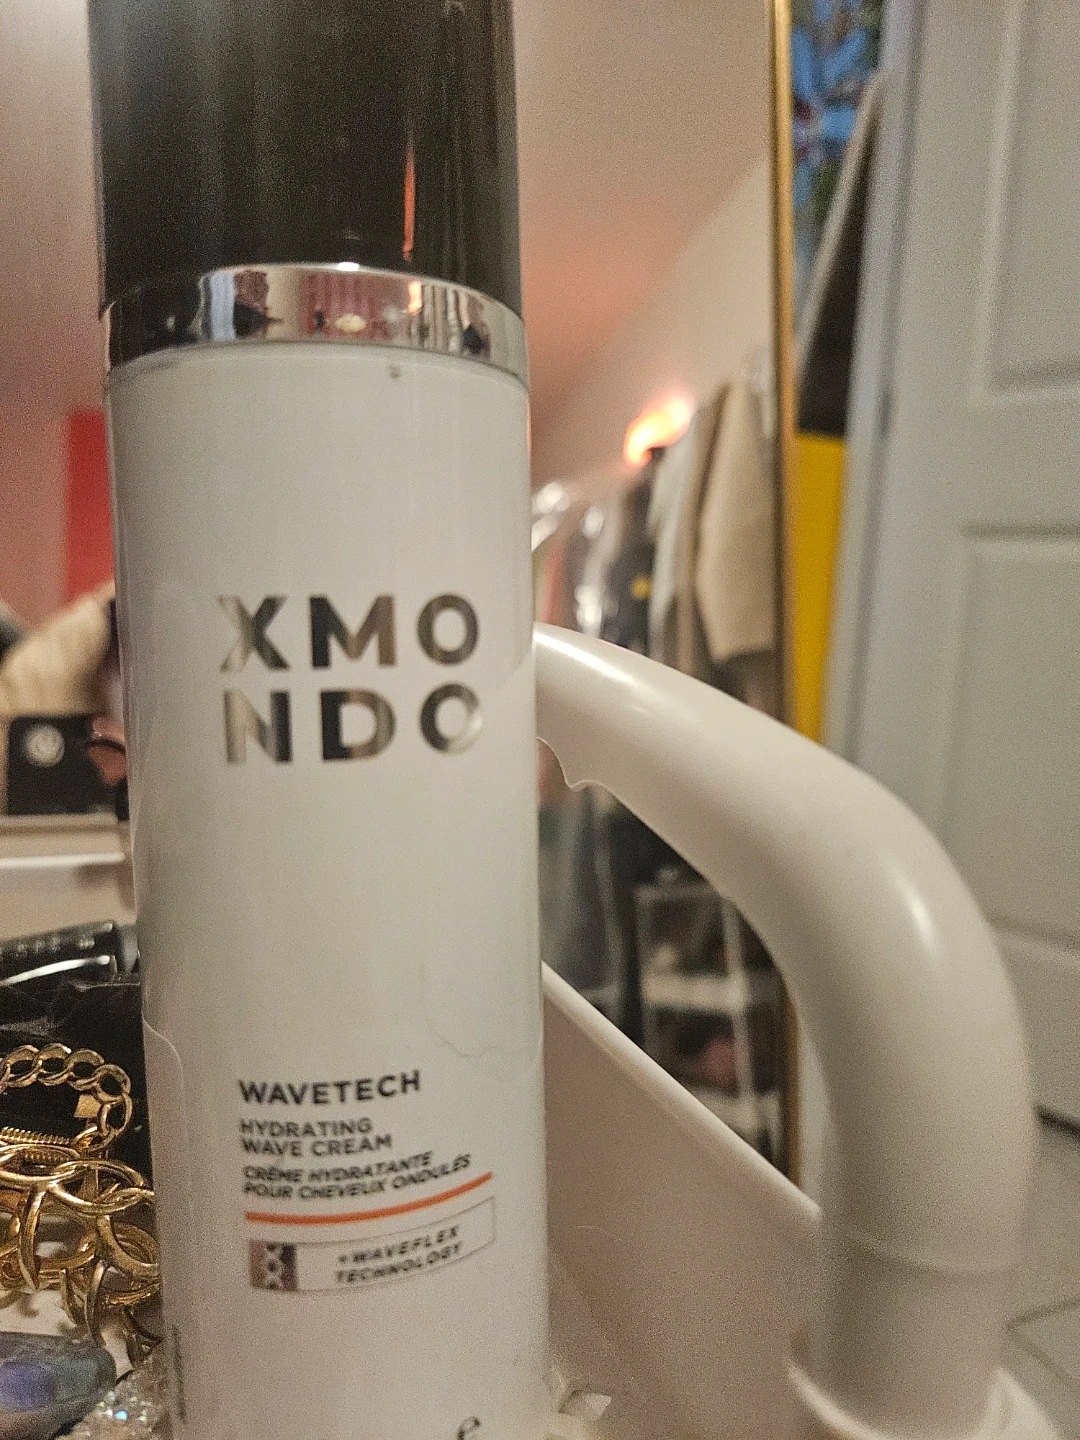 XMO
NDO
WAVETECH
HYDRATING
WAVE CREAM
CRÈME HYDRATANTE
POUR CHEVEUX ONDULÉS
+WAVEFLEX
TECHNOLOGY
e